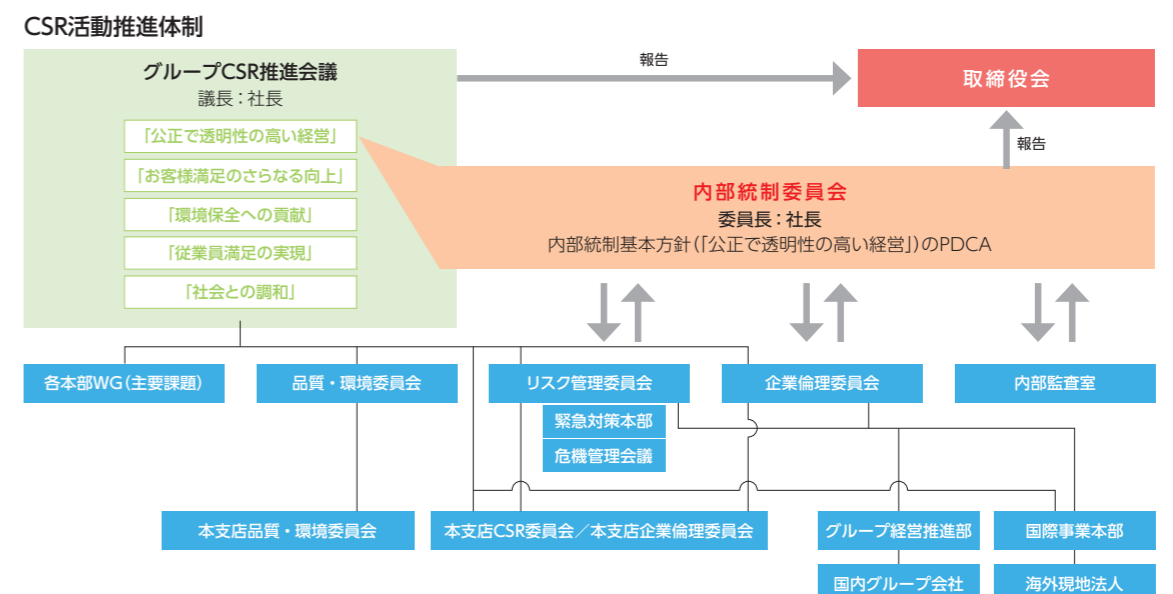 CSR活動推進体制
グループCSR推進会議
議長：社長
「公正で透明性の高い経営」
「お客様満足のさらなる向上」
「環境保全への貢献」
「従業員満足の実現」
「社会との調和」
報告
取締役会
報告
内部統制委員会
委員長：社長
内部統制基本方針（「公正で透明性の高い経営」）のPDCA
各本部WG（主要課題）
品質・環境委員会
リスク管理委員会
企業倫理委員会
内部監査室
緊急対策本部
危機管理会議
本支店品質・環境委員会
本支店CSR委員会／本支店企業倫理委員会
グループ経営推進部
国際事業本部
国内グループ会社
海外現地法人